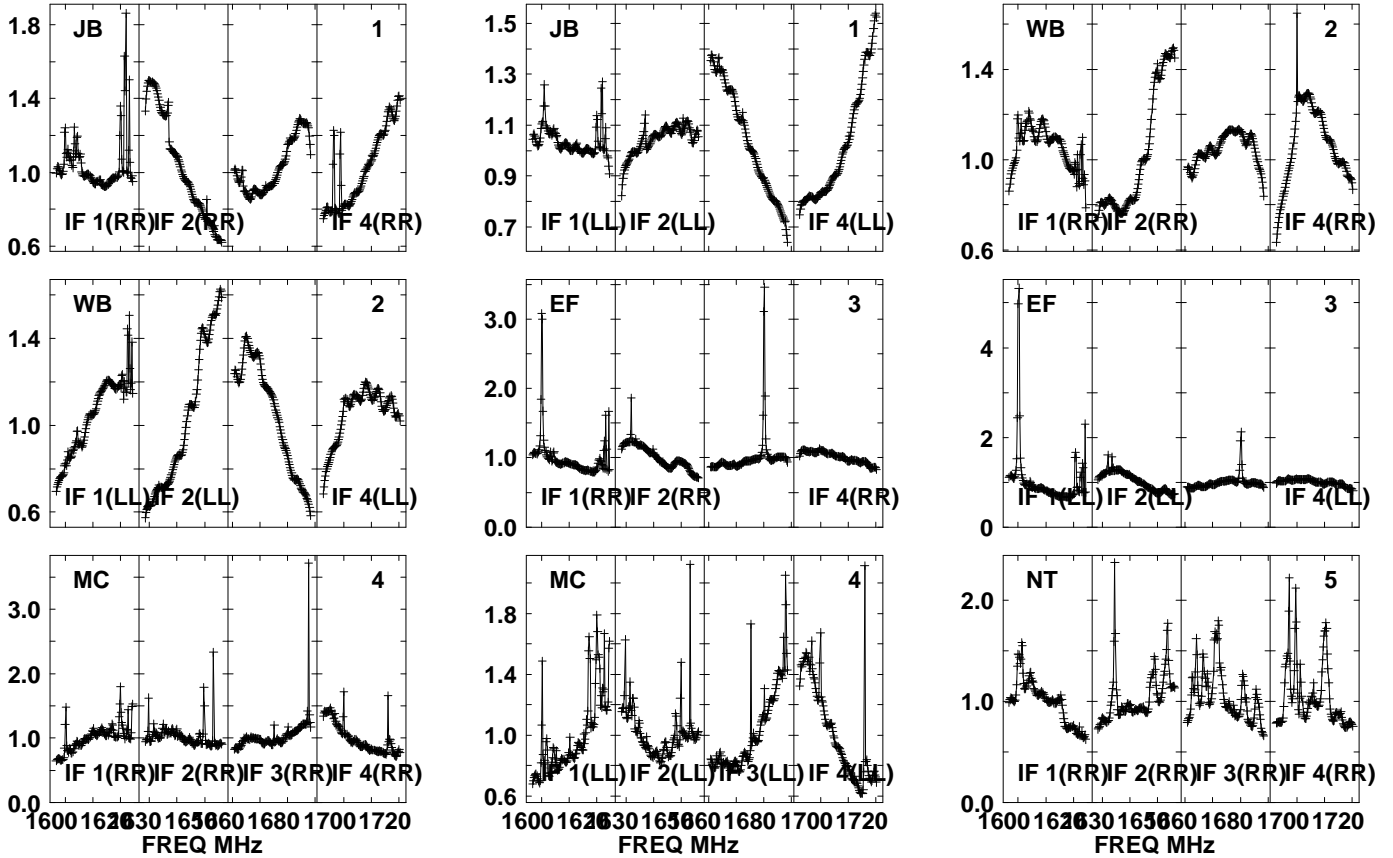 JB 1
1.8
1.4
1.0
0.6
IF 1(RR) IF 2(RR) IF 4(RR)
JB 1
1.5
1.3
1.1
0.9
0.7
IF 1(LL) IF 2(LL) IF 4(LL)
WB 2
1.4
1.0
0.6
IF 1(RR) IF 2(RR) IF 4(RR)
WB 2
1.4
1.0
0.6
IF 1(LL) IF 2(LL) IF 4(LL)
EF 3
3.0
2.0
1.0
0.0
IF 1(RR) IF 2(RR) IF 4(RR)
EF 3
4
2
0
IF 1(LL) IF 2(LL) IF 4(LL)
MC 4
3.0
2.0
1.0
0.0
IF 1(RR) IF 2(RR) IF 3(RR) IF 4(RR)
1600 1620 1630 1650 1660 1700 1720
FREQ MHz
MC 4
1.8
1.4
1.0
0.6
IF 1(LL) IF 2(LL) IF 3(LL) IF 4(LL)
1600 1620 1630 1650 1660 1700 1720
FREQ MHz
NT 5
2.0
1.0
0.0
IF 1(RR) IF 2(RR) IF 3(RR) IF 4(RR)
1600 1620 1630 1650 1660 1700 1720
FREQ MHz